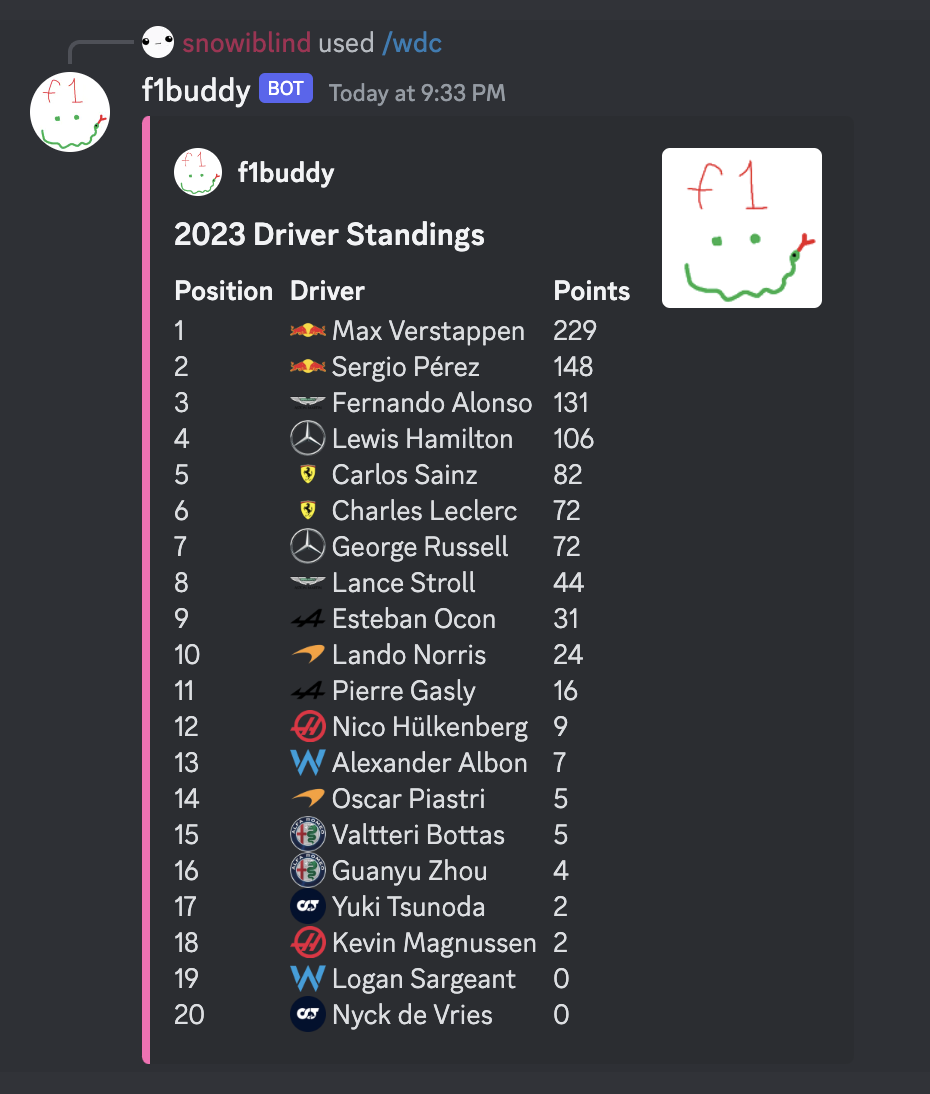 snowiblind used /wdc
f1
f1buddy BOT Today at 9:33 PM
f1
f1buddy
f1
2023 Driver Standings
Position Driver Points
1 Max Verstappen 229
2 Sergio Pérez 148
3 Fernando Alonso 131
4 Lewis Hamilton 106
5 Carlos Sainz 82
6 Charles Leclerc 72
7 George Russell 72
8 Lance Stroll 44
9 Esteban Ocon 31
10 Lando Norris 24
11 Pierre Gasly 16
12 Nico Hülkenberg 9
13 Alexander Albon 7
14 Oscar Piastri 5
15 Valtteri Bottas 5
16 Guanyu Zhou 4
17 Yuki Tsunoda 2
18 Kevin Magnussen 2
19 Logan Sargeant 0
20 Nyck de Vries 0